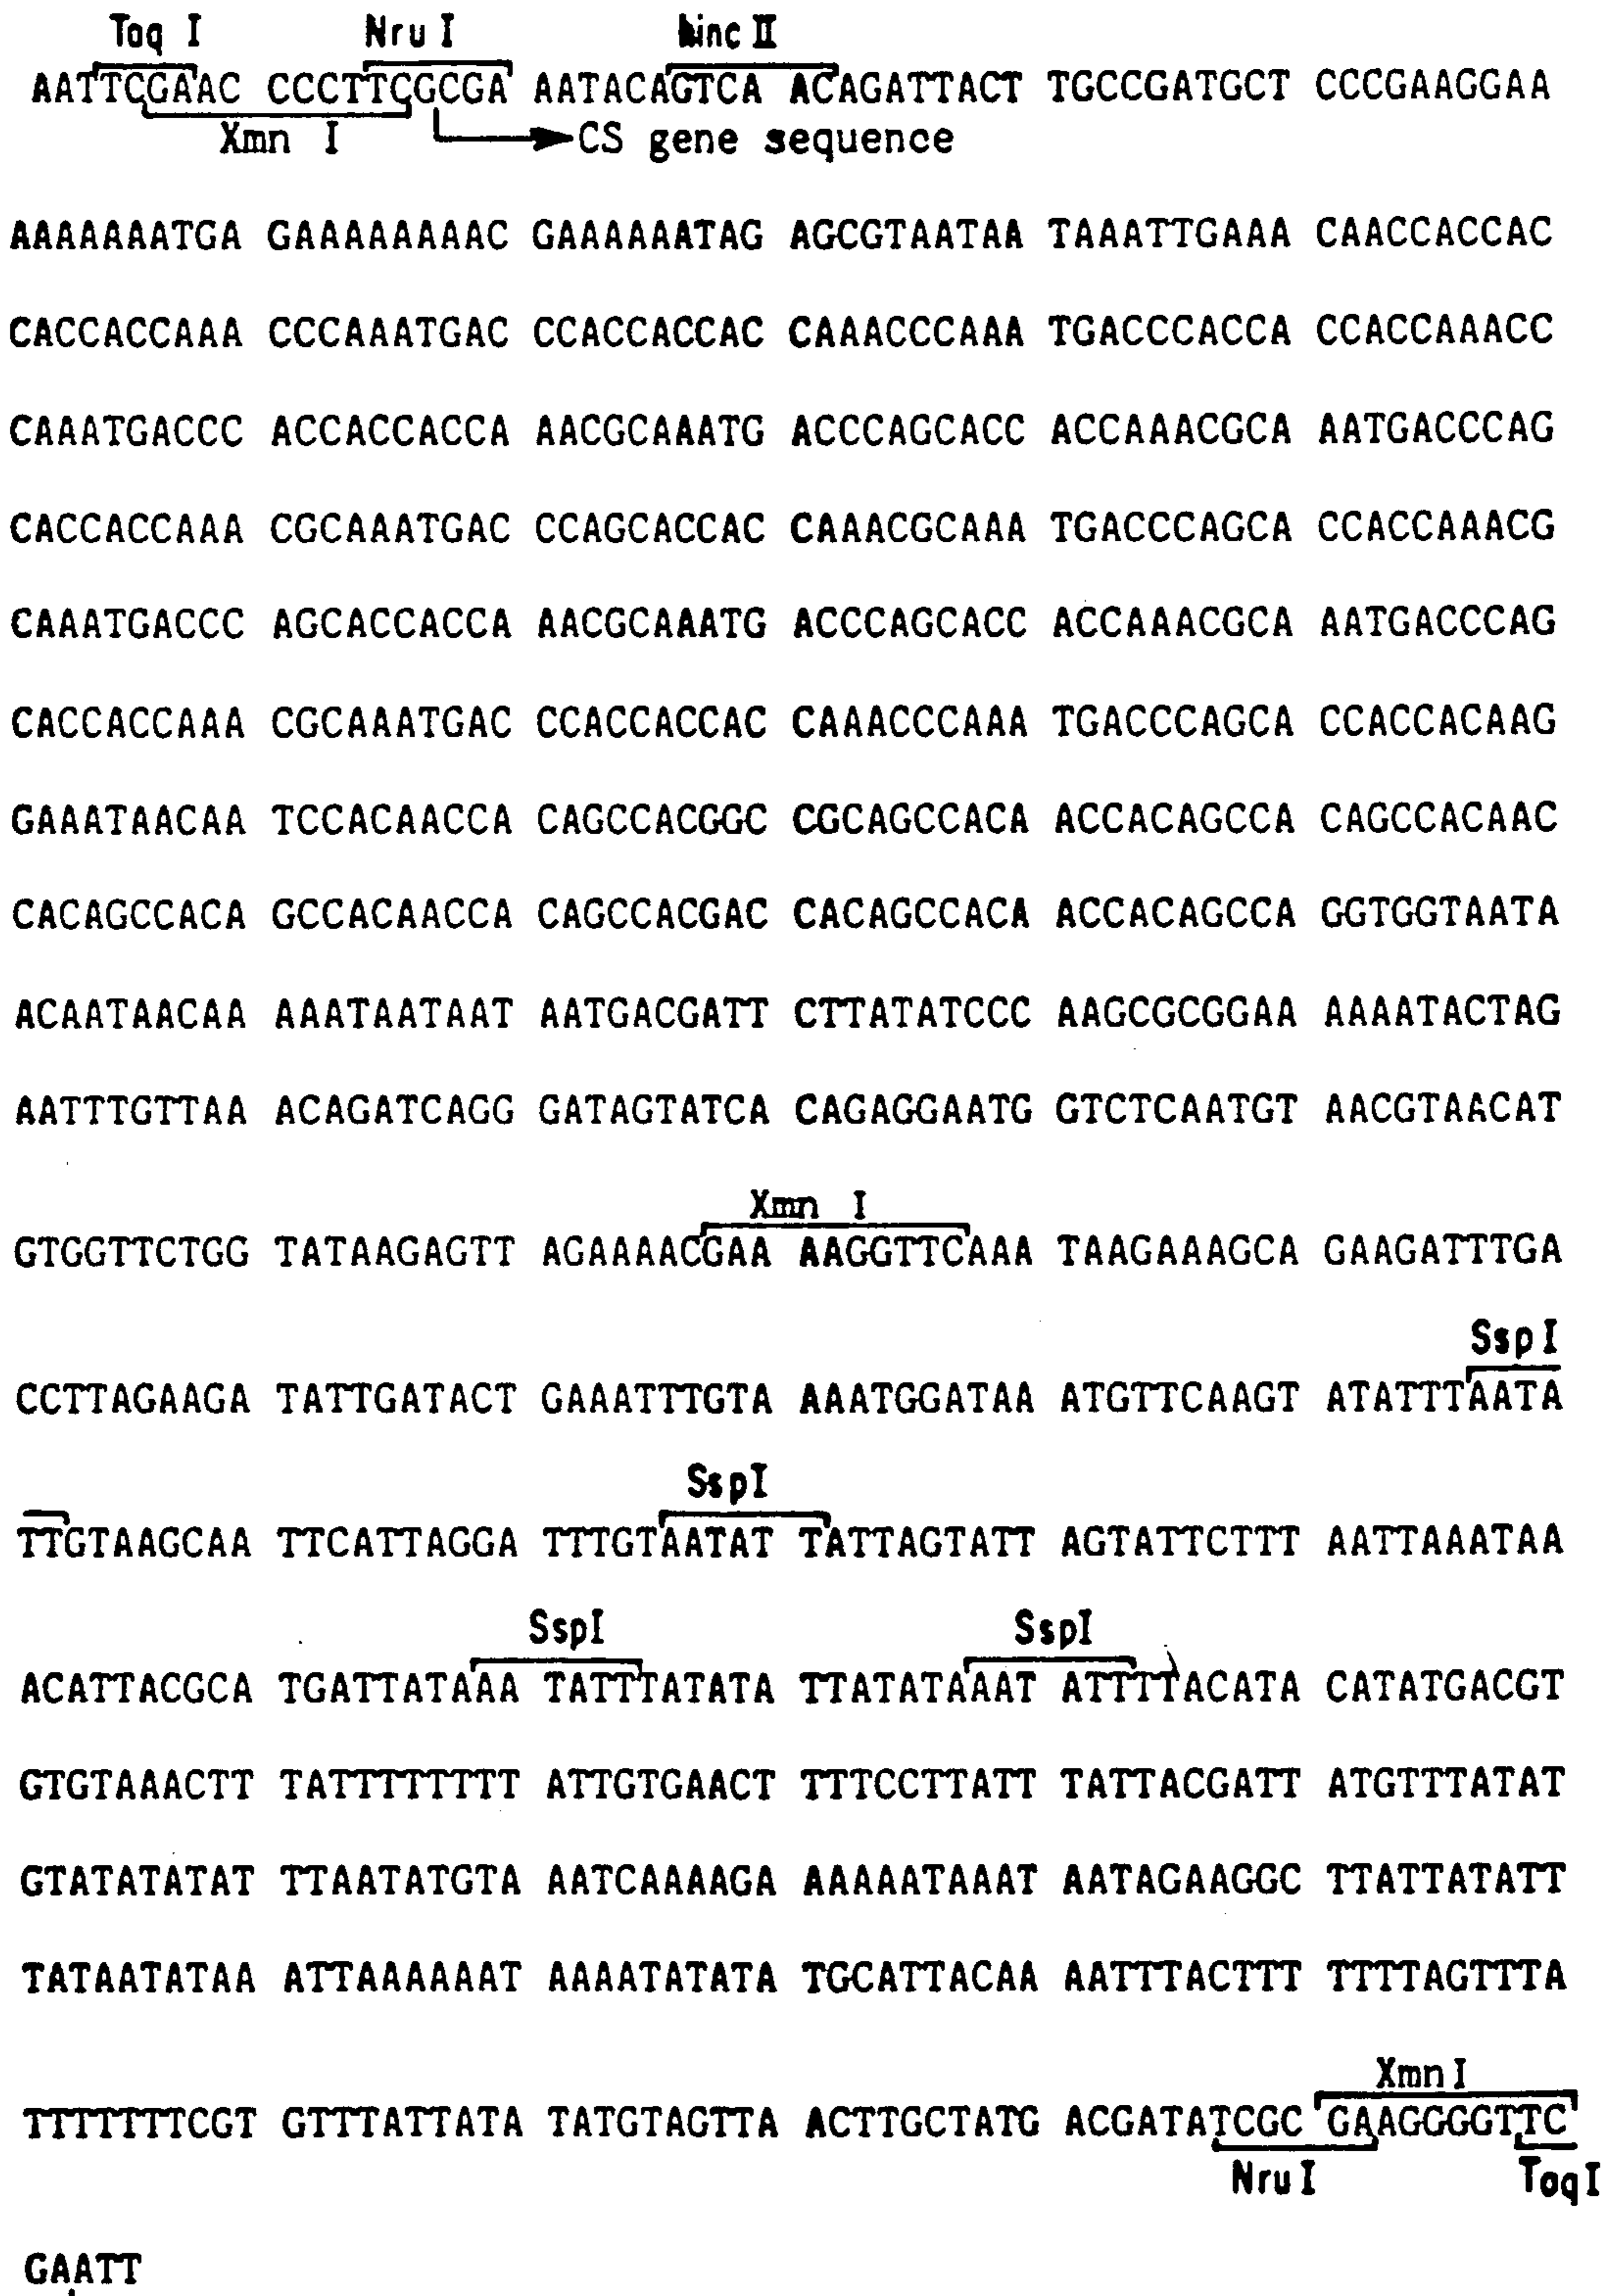 Taq I NruI hinc II
AATTCGAAC CCCTTCGCGA AATACAGTCA ACAGATTACT TGCCGATGCT CCCGAAGGAA
Xmn I CS gene sequence
AAAAAAATGA GAAAAAAAAC GAAAAAAATAG AGCGTAATAA TAAATTGAAA CAACCACCAC
CACCACCAAA CCCAAATGAC CCACCACCAC CAAACCCAAA TGACCCACCA CCACCAAACC
CAAATGACCC ACCACCACCA AACGCAAATG ACCCAGCACC ACCAAACGCA AATGACCCAG
CACCACCAAA CGCAAATGAC CCAGCACCAC CAAACGCAAA TGACCCAGCA CCACCAAACG
CAAATGACCC AGCACCACCA AACGCAAATG ACCCAGCACC ACCAAACGCA AATGACCCAG
CACCACCAAA CGCAAATGAC CCACCACCAC CAAACCCAAA TGACCCAGCA CCACCACAAG
GAAATAACAA TCCACAACCA CAGCCACGGC CGCAGCCACA ACCACAGCCA CAGCCACAAC
CACAGCCACA GCCACAACCA CAGCCACGAC CACAGCCACA ACCACAGCCA GGTGGTAATA
ACAATAACAA AAATAATAAT AATGACGATT CTTATATCCC AAGCGCGGAA AAAATACTAG
AATTTGTTAA ACAGATCAGG GATAGTATCA CAGAGGAATG GTCTCAATGT AACGTAACAT
Xmn I
GTGGTTCTGG TATAAGAGTT AGAAAACGAA AAGGTTCAAA TAAGAAAGCA GAAGATTTGA
SspI
CCTTAGAAGA TATTGATACT GAAATTTGTA AAATGGATAA ATGTTCAAGT ATATTTAATA
SspI
TTGTAAGCAA TTCATTAGGA TTTGTAATAT TATTAGTATT AGTATTCTTT AATTAAATAA
SspI SspI
ACATTACGCA TGATTATAAA TATTTTATATA TTATATAAAT ATTTTACATA CATATGACGT
GTGTAAACTT TATTTTTTTT ATTGTGAACT TTTCCTTATT TATTACGATT ATGTTTATAT
GTATATATAT TTAATATGTA AATCAAAAGA AAAAATAAAT AATAGAAGGC TTATTATATT
TATAATATAA ATTAAAAAAT AAAATATATA TGCATTACAA AATTTACTTT TTTTAGTTTA
XmnI
TTTTTTTCGT GTTTATTATA TATGTAGTTA ACTTGCTATG ACGATATCGC GAAGGGGTTC
NruI TaqI
GAATT